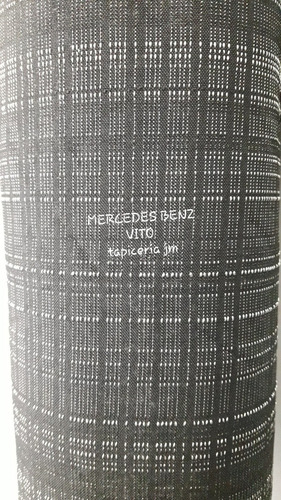 MERCEDES BENZ
VITO
tapiceria jm